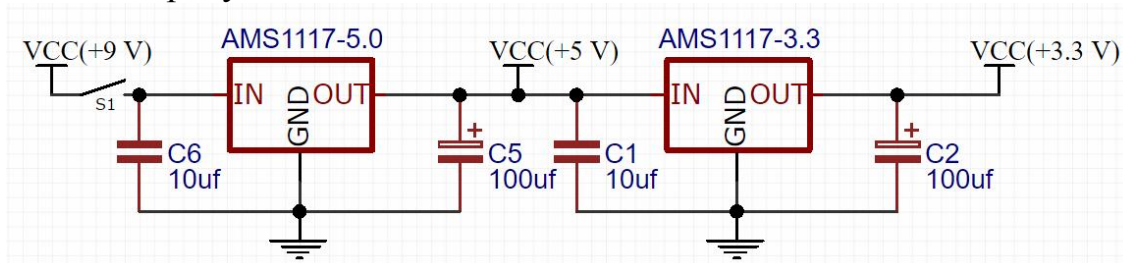 VCC(+9 V)
AMS1117-5.0
VCC(+5 V)
AMS1117-3.3
VCC(+3.3 V)
S1
IN
GND
OUT
IN
GND
OUT
C6
10uf
+
C5
100uf
C1
10uf
+
C2
100uf